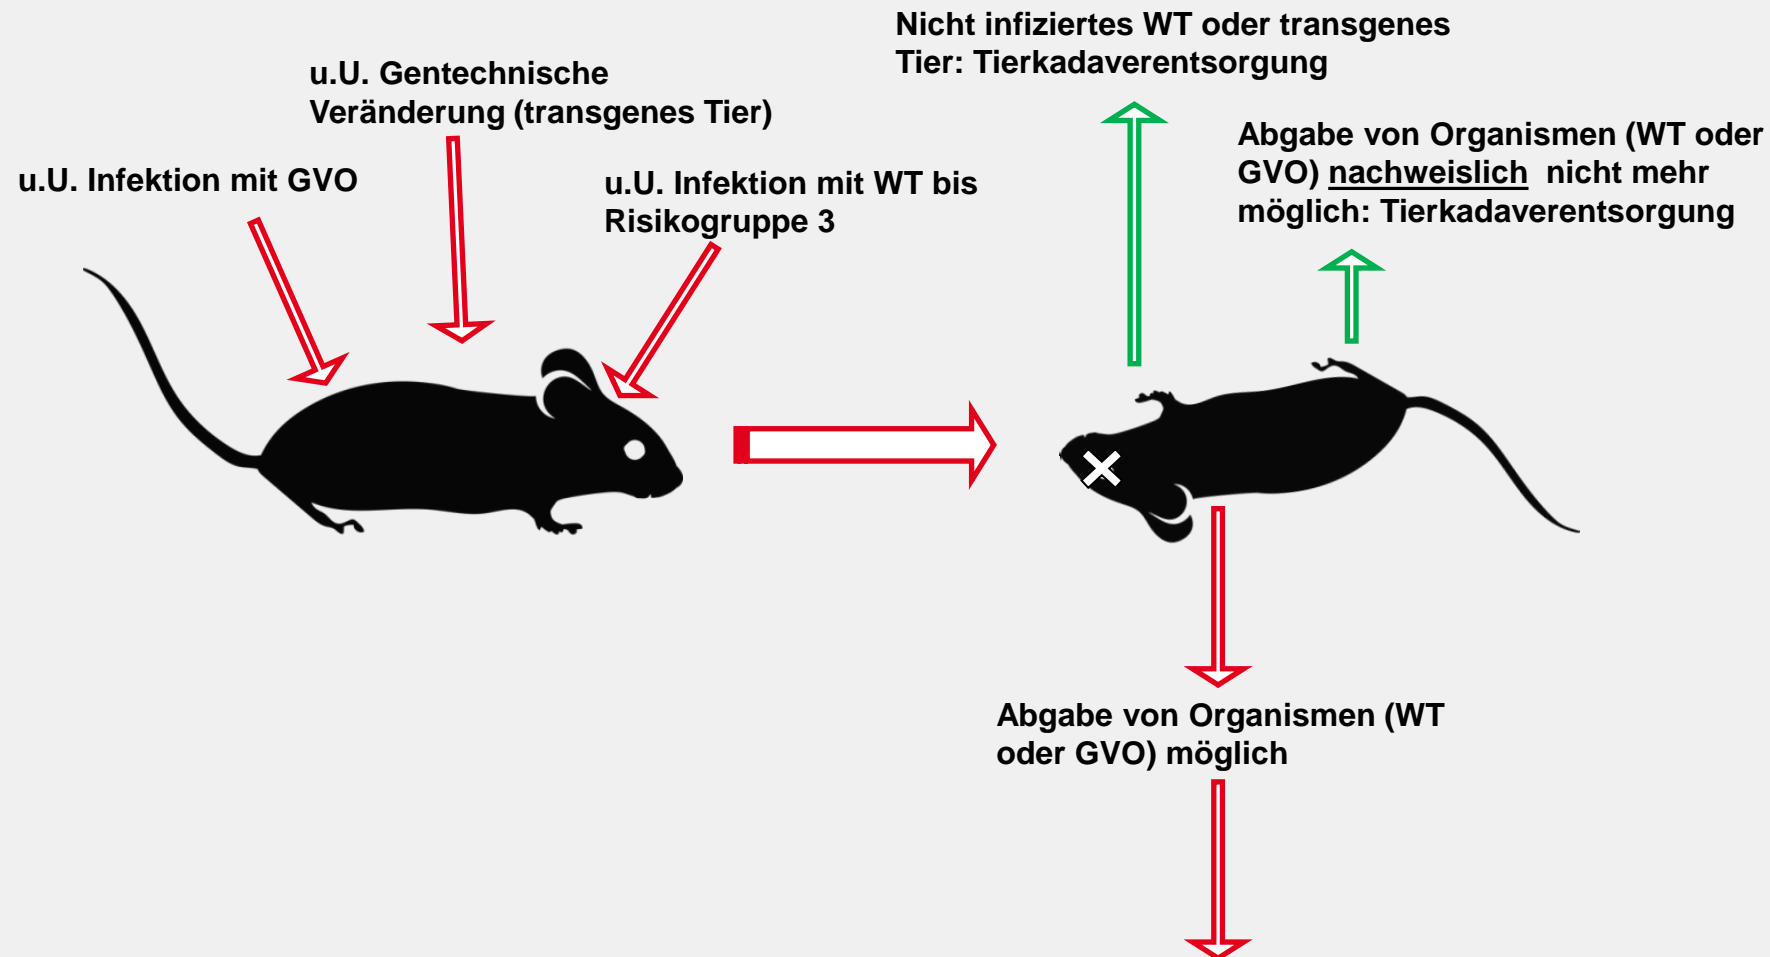 u.U. Infektion mit GVO
u.U. Gentechnische
Veränderung (transgenes Tier)
u.U. Infektion mit WT bis
Risikogruppe 3
Nicht infiziertes WT oder transgenes
Tier: Tierkadaverentsorgung
Abgabe von Organismen (WT oder
GVO) nachweislich nicht mehr
möglich: Tierkadaverentsorgung
Abgabe von Organismen (WT
oder GVO) möglich